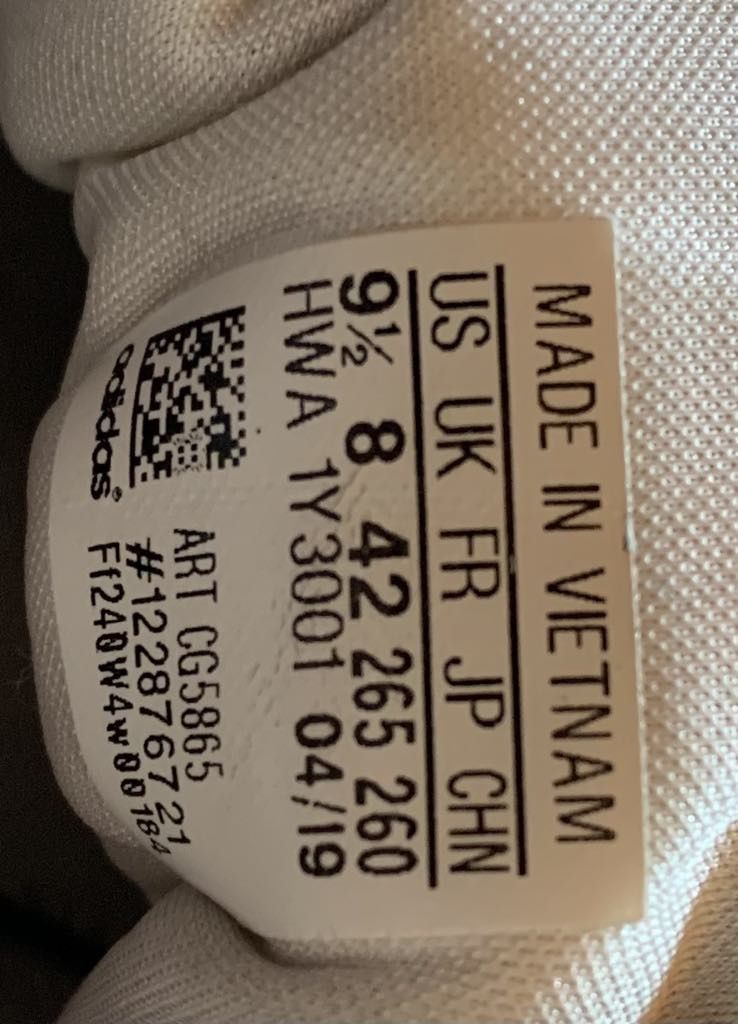 MADE IN VIETNAM
US UK FR JP CHN
9½ 8 42 265 260
HWA 1Y3001 04/19
ART CG5865
#122876721
Ff240W4w00184
adidas®